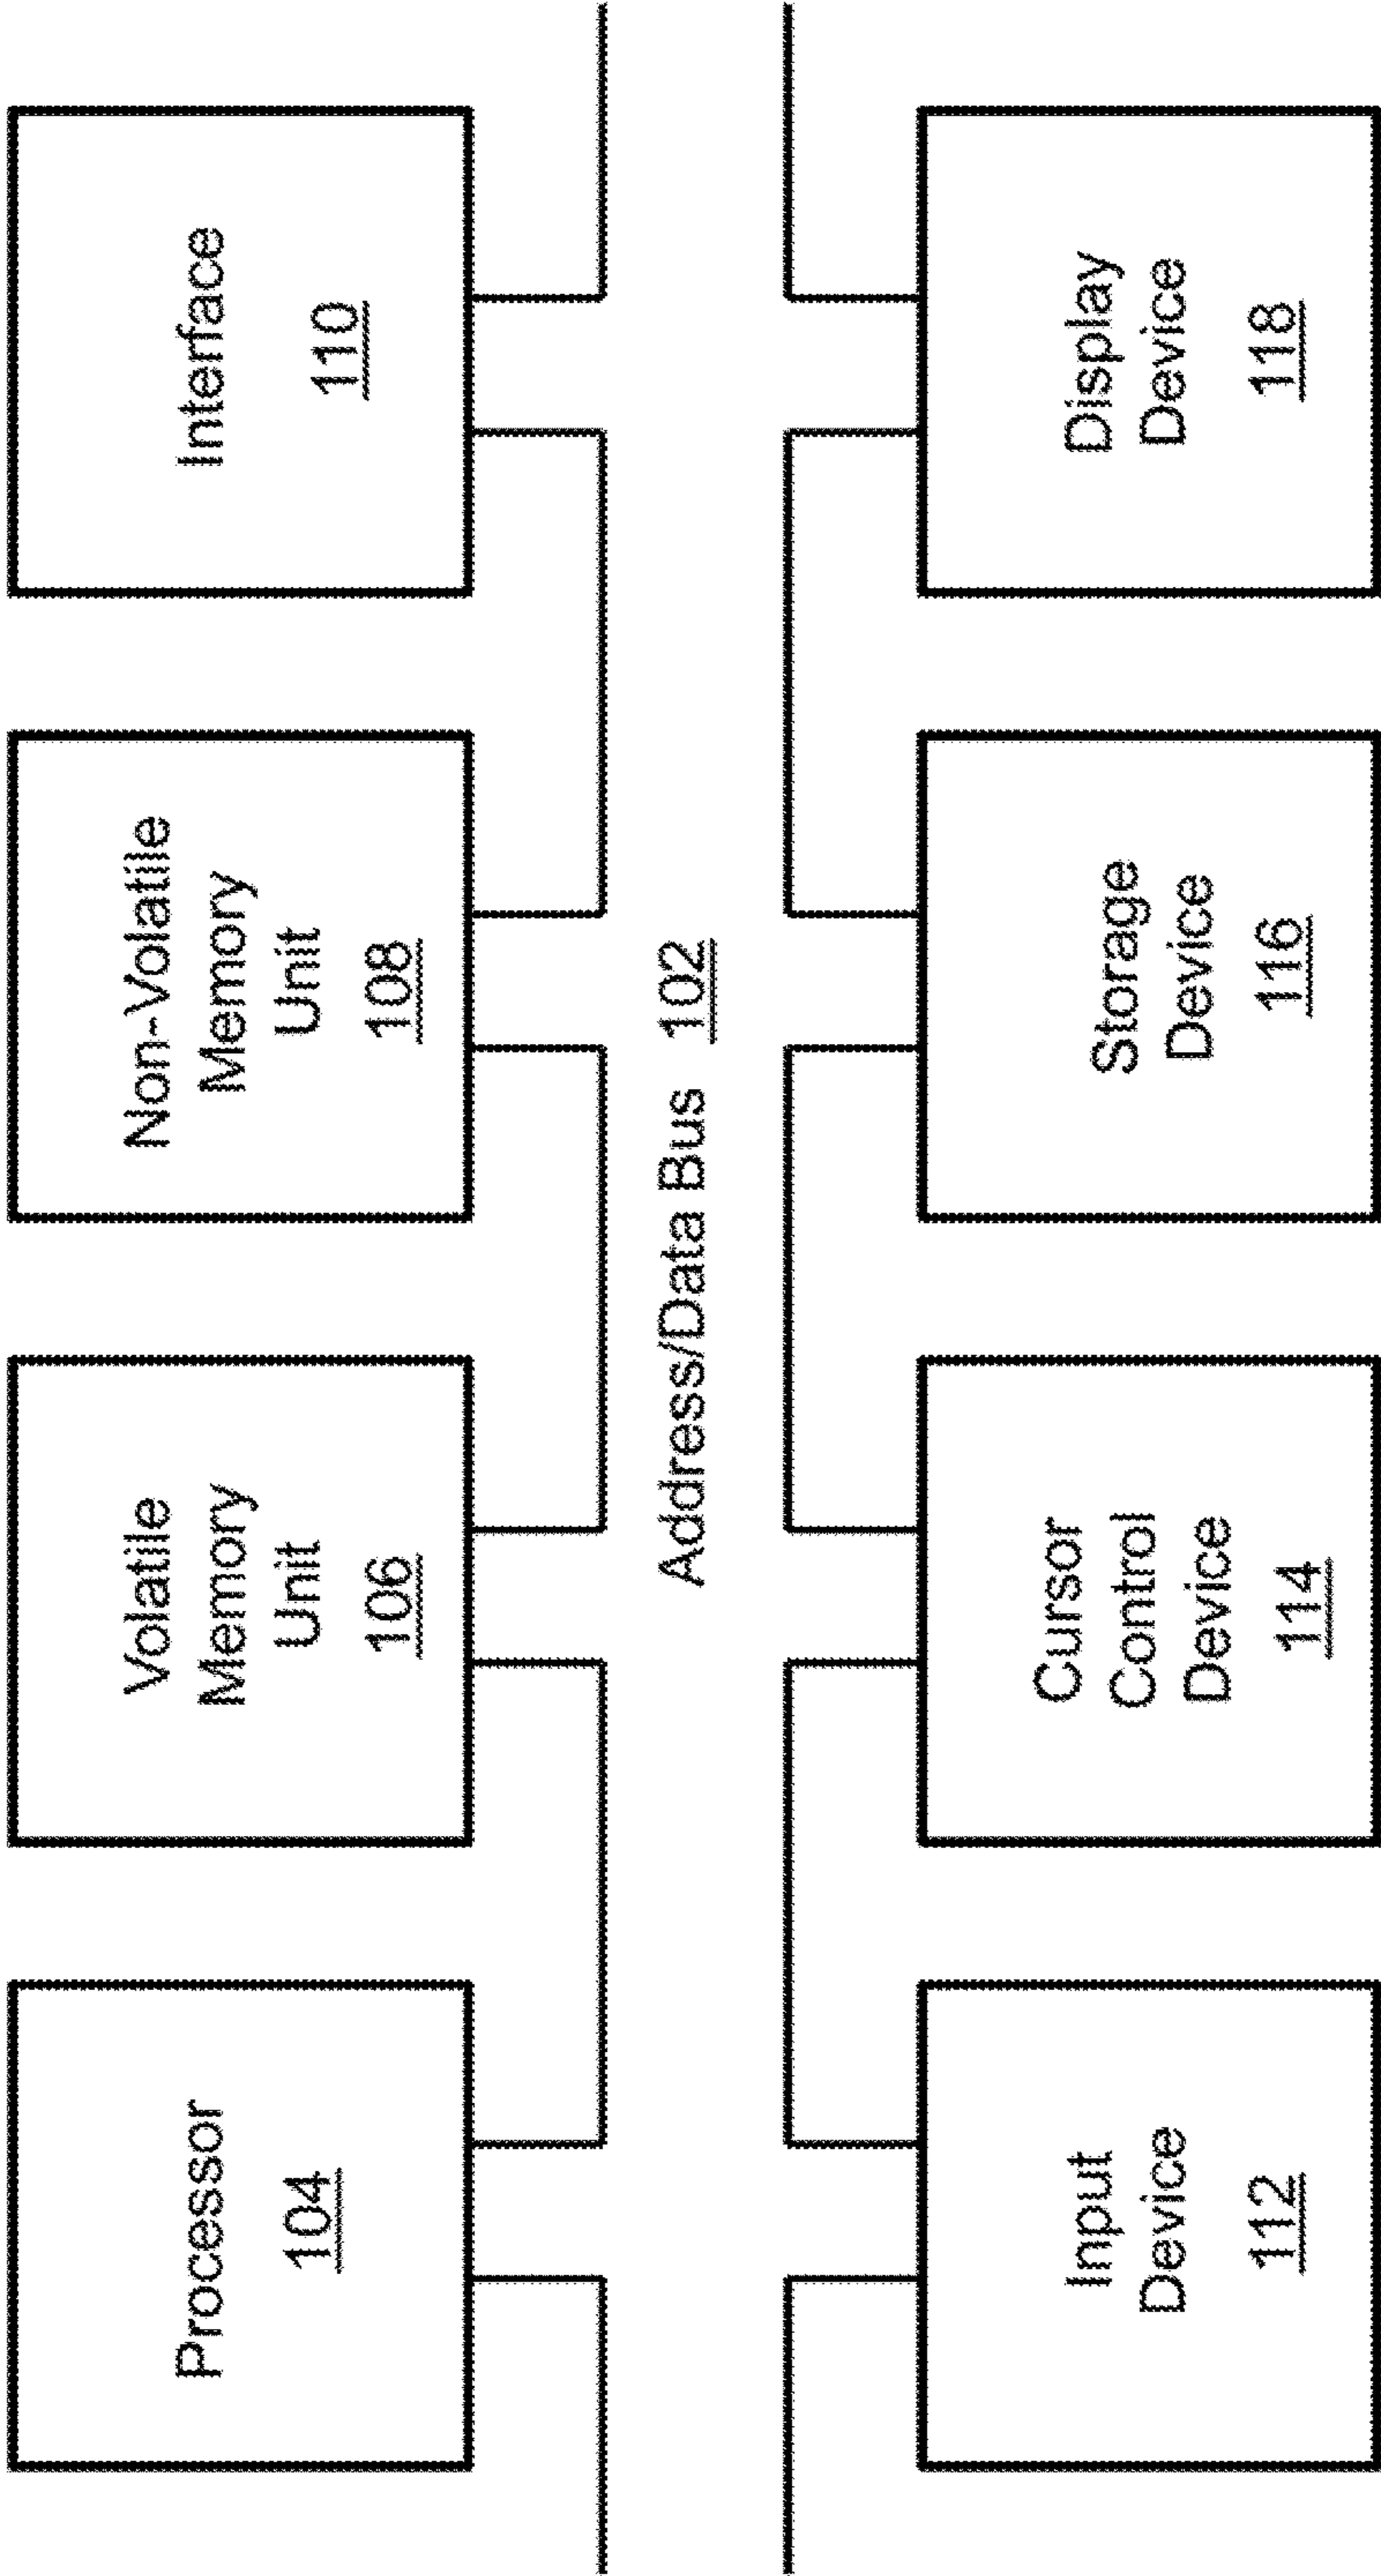 Processor
104
Volatile
Memory
Unit
106
Non-Volatile
Memory
Unit
108
Interface
110
Address/Data Bus 102
Input
Device
112
Cursor
Control
Device
114
Storage
Device
116
Display
Device
118